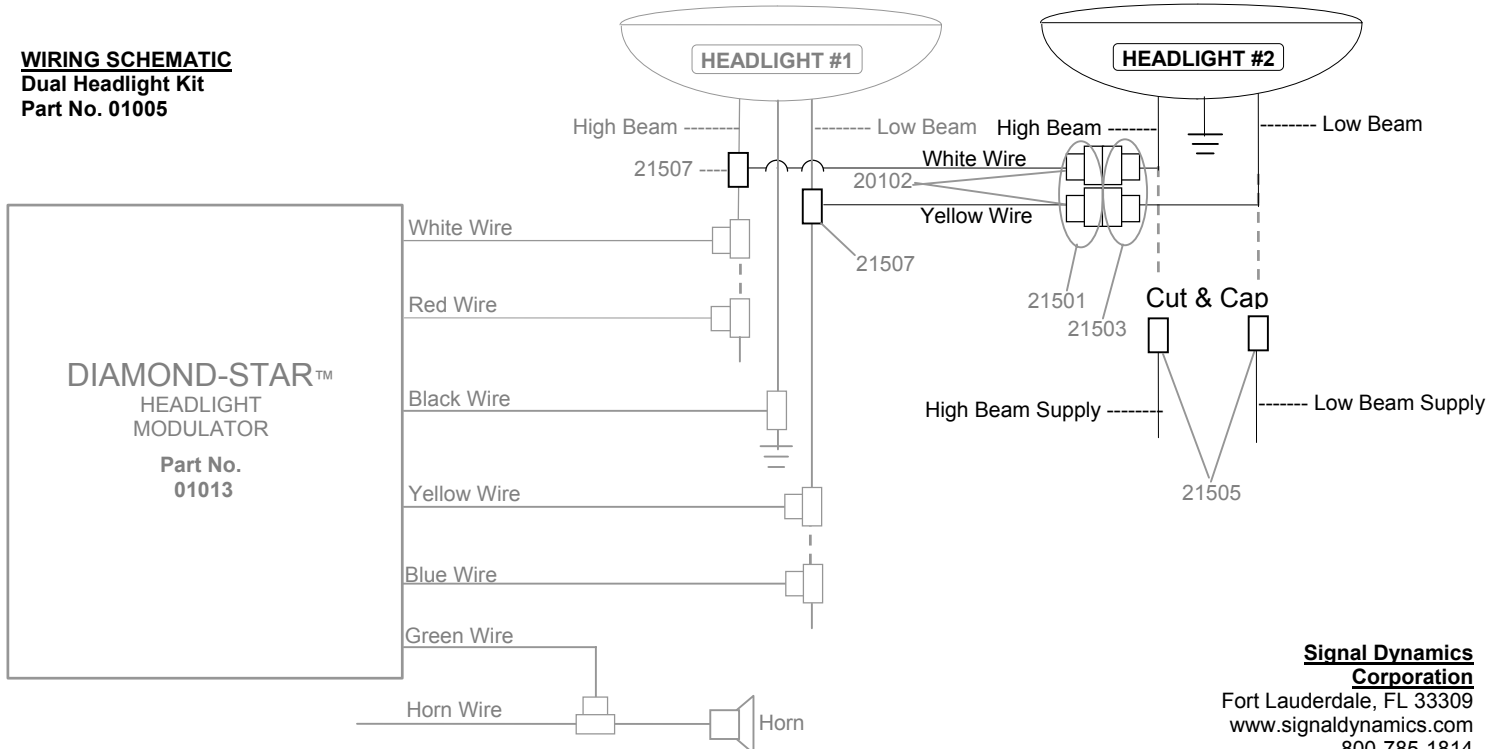 WIRING SCHEMATIC
Dual Headlight Kit
Part No. 01005
HEADLIGHT #1
HEADLIGHT #2
High Beam
Low Beam
High Beam
Low Beam
21507
White Wire
20102
Yellow Wire
21507
21501
21503
Cut & Cap
High Beam Supply
Low Beam Supply
21505
DIAMOND-STAR™
HEADLIGHT
MODULATOR
Part No.
01013
White Wire
Red Wire
Black Wire
Yellow Wire
Blue Wire
Green Wire
Horn Wire
Horn
Signal Dynamics
Corporation
Fort Lauderdale, FL 33309
www.signaldynamics.com
800-785-1814